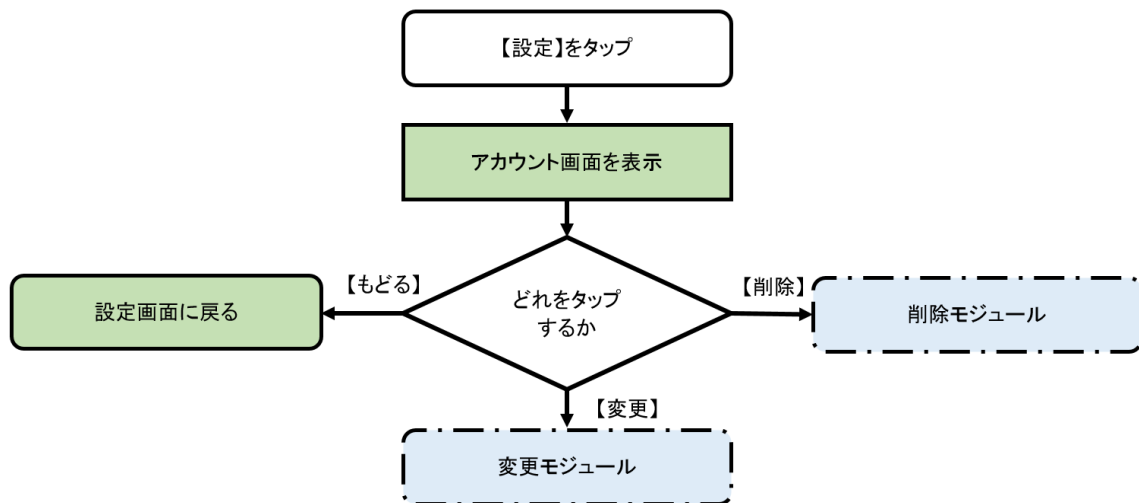 【設定】をタップ
アカウント画面を表示
【もどる】
【削除】
設定画面に戻る
どれをタップ
するか
削除モジュール
【変更】
変更モジュール